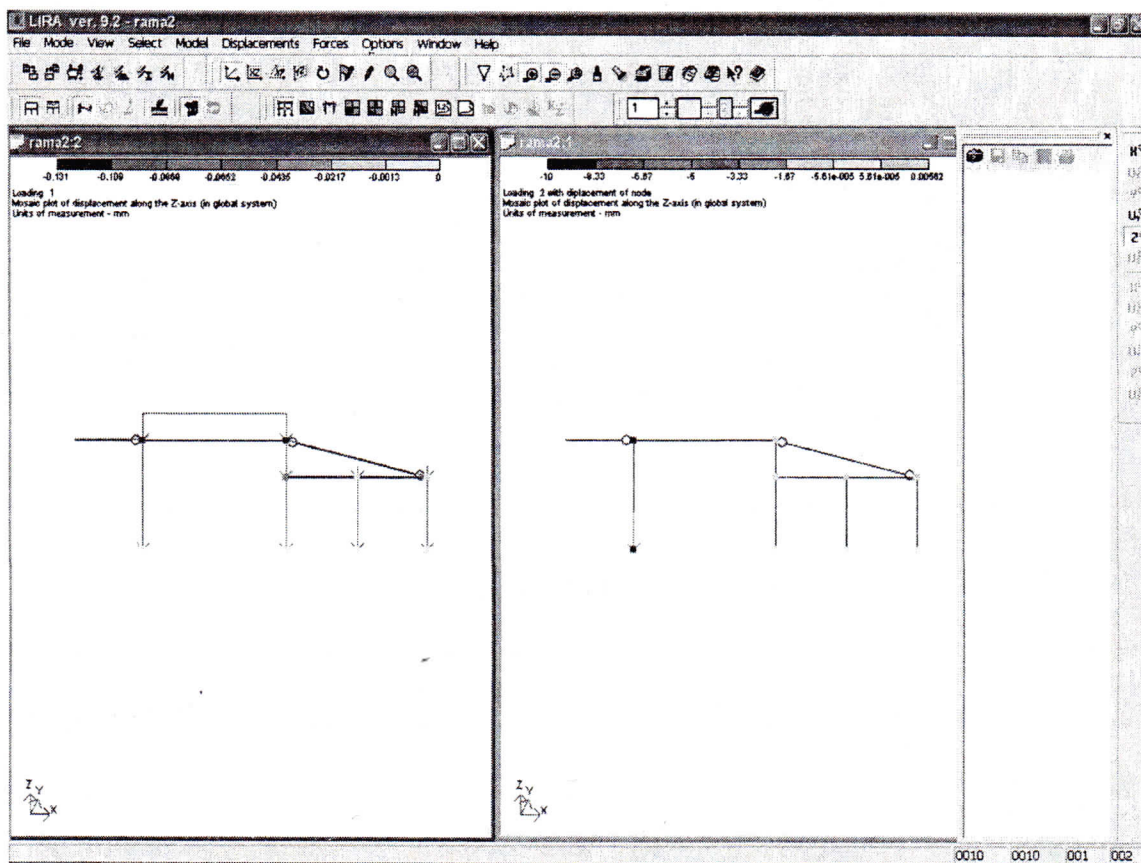 LIRA ver. 9.2 - rama2
File Mode View Select Model Displacements Forces Options Window Help
1
rama2:2
-0.131 -0.109 -0.0869 -0.0652 -0.0435 -0.0217 -0.0013 0
Loading 1
Mosaic plot of displacement along the Z-axis (in global system)
Units of measurement - mm
Z
Y
X
rama2:1
-10 -8.33 -6.67 -5 -3.33 -1.67 -5.61e-005 5.61e-005 0.00562
Loading 2 with diplacement of node
Mosaic plot of displacement along the Z-axis (in global system)
Units of measurement - mm
Z
Y
X
0010 0010 001 002